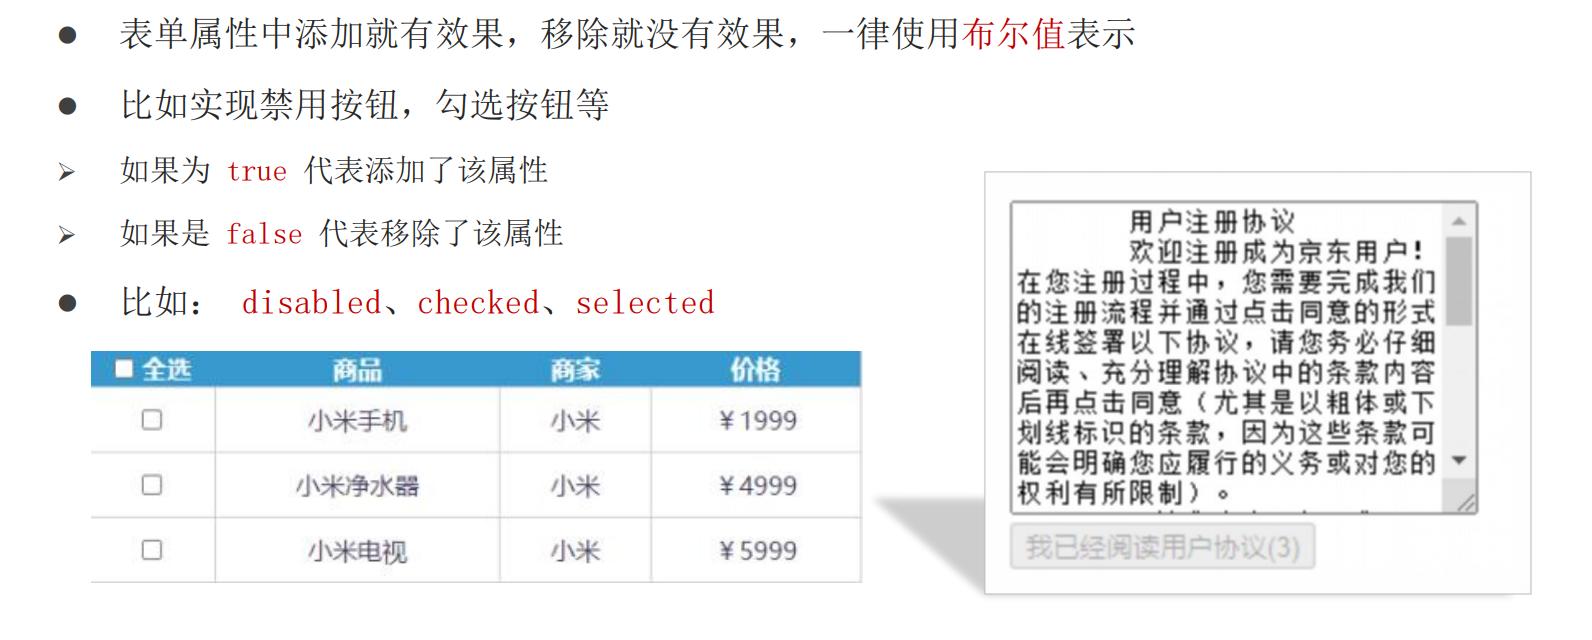 表单属性中添加就有效果，移除就没有效果，一律使用布尔值表示
比如实现禁用按钮，勾选按钮等
如果为 true 代表添加了该属性
如果是 false 代表移除了该属性
比如： disabled、checked、selected
全选 商品 商家 价格
小米手机 小米 ￥1999
小米净水器 小米 ￥4999
小米电视 小米 ￥5999
用户注册协议
欢迎注册成为京东用户！
在您注册过程中，您需要完成我们
的注册流程并通过点击同意的形式
在线签署以下协议，请您务必仔细
阅读、充分理解协议中的条款内容
后再点击同意（尤其是以粗体或下
划线标识的条款，因为这些条款可
能会明确您应履行的义务或对您的
权利有所限制）。
我已经阅读用户协议(3)